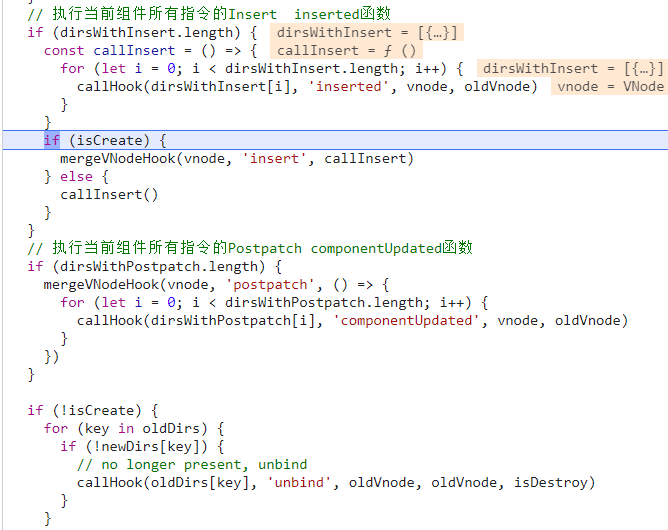 // 执行当前组件所有指令的Insert  inserted函数
if (dirsWithInsert.length) {  dirsWithInsert = [{…}]
  const callInsert = () => {  callInsert = ƒ ()
    for (let i = 0; i < dirsWithInsert.length; i++) {  dirsWithInsert = [{…}]
      callHook(dirsWithInsert[i], 'inserted', vnode, oldVnode)  vnode = VNode
    }
  }
  if (isCreate) {
    mergeVNodeHook(vnode, 'insert', callInsert)
  } else {
    callInsert()
  }
}
// 执行当前组件所有指令的Postpatch componentUpdated函数
if (dirsWithPostpatch.length) {
  mergeVNodeHook(vnode, 'postpatch', () => {
    for (let i = 0; i < dirsWithPostpatch.length; i++) {
      callHook(dirsWithPostpatch[i], 'componentUpdated', vnode, oldVnode)
    }
  })
}
if (!isCreate) {
  for (key in oldDirs) {
    if (!newDirs[key]) {
      // no longer present, unbind
      callHook(oldDirs[key], 'unbind', oldVnode, oldVnode, isDestroy)
    }
  }